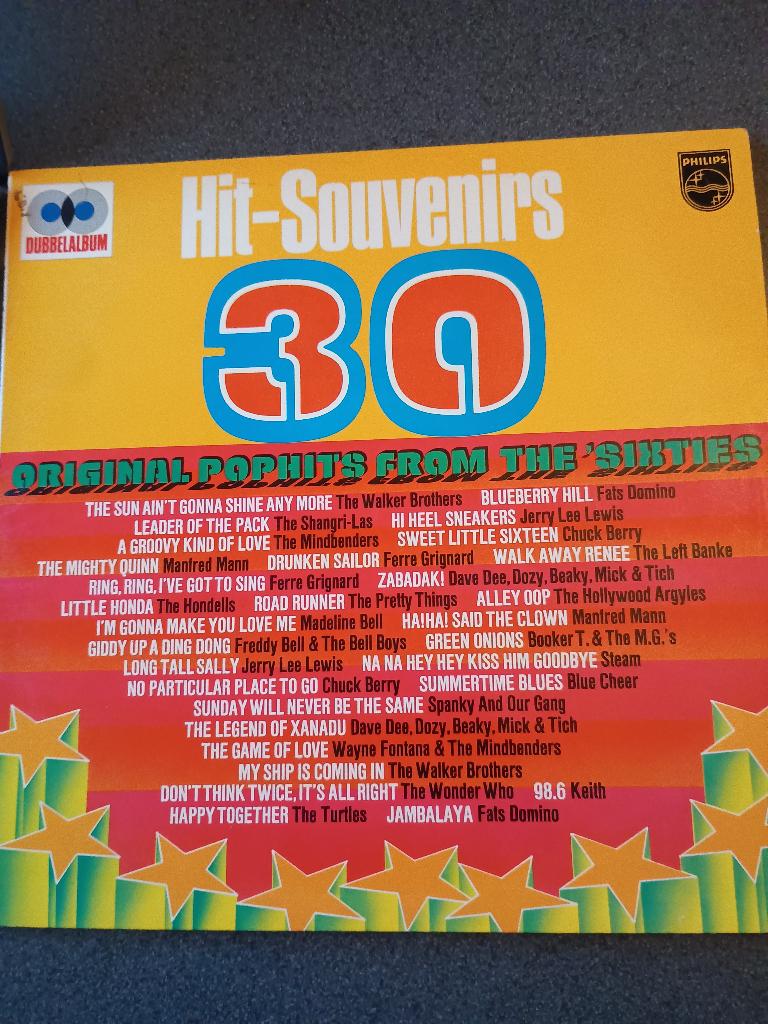 PHILIPS
Hit-Souvenirs
DUBBELALBUM
30
ORIGINAL POPHITS FROM THE 'SIXTIES
THE SUN AIN'T GONNA SHINE ANY MORE The Walker Brothers BLUEBERRY HILL Fats Domino
LEADER OF THE PACK The Shangri-Las HI HEEL SNEAKERS Jerry Lee Lewis
A GROOVY KIND OF LOVE The Mindbenders SWEET LITTLE SIXTEEN Chuck Berry
THE MIGHTY QUINN Manfred Mann DRUNKEN SAILOR Ferre Grignard WALK AWAY RENEE The Left Banke
RING, RING, I'VE GOT TO SING Ferre Grignard ZABADAK! Dave Dee, Dozy, Beaky, Mick & Tich
LITTLE HONDA The Hondells ROAD RUNNER The Pretty Things ALLEY OOP The Hollywood Argyles
I'M GONNA MAKE YOU LOVE ME Madeline Bell HA!HA! SAID THE CLOWN Manfred Mann
GIDDY UP A DING DONG Freddy Bell & The Bell Boys GREEN ONIONS Booker T. & The M.G.'s
LONG TALL SALLY Jerry Lee Lewis NA NA HEY HEY KISS HIM GOODBYE Steam
NO PARTICULAR PLACE TO GO Chuck Berry SUMMERTIME BLUES Blue Cheer
SUNDAY WILL NEVER BE THE SAME Spanky And Our Gang
THE LEGEND OF XANADU Dave Dee, Dozy, Beaky, Mick & Tich
THE GAME OF LOVE Wayne Fontana & The Mindbenders
MY SHIP IS COMING IN The Walker Brothers
DON'T THINK TWICE, IT'S ALL RIGHT The Wonder Who 98.6 Keith
HAPPY TOGETHER The Turtles JAMBALAYA Fats Domino